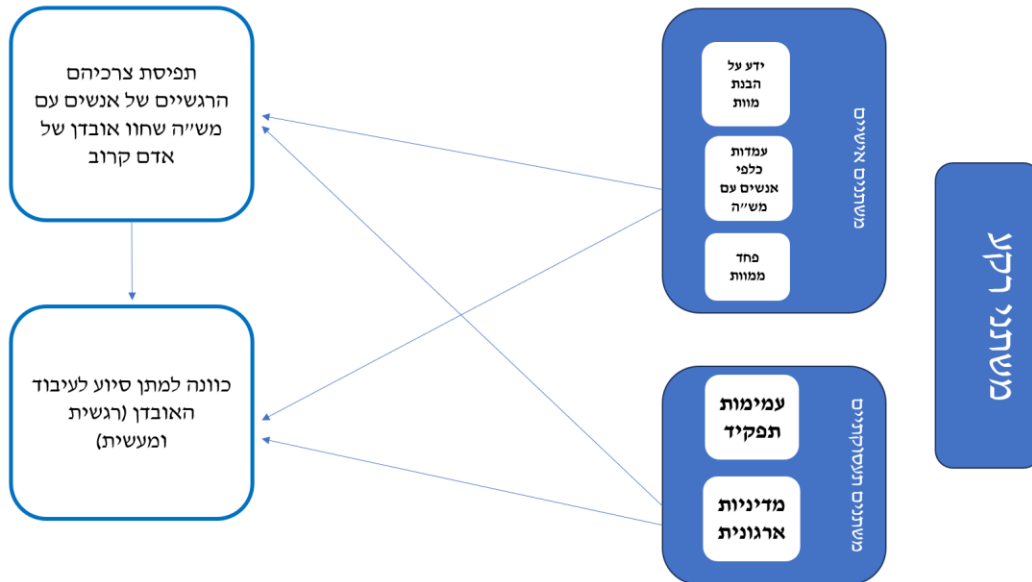 משתני רקע
משתנים אישיים
ידע על
הבנת
מוות
עמדות
כלפי
אנשים עם
מש״ה
פחד
ממוות
משתנים תעסוקתיים
עמימות
תפקיד
מדיניות
ארגונית
תפיסת צרכיהם
הרגשיים של אנשים עם
מש״ה שחוו אובדן של
אדם קרוב
כוונה למתן סיוע לעיבוד
האובדן (רגשית
ומעשית)